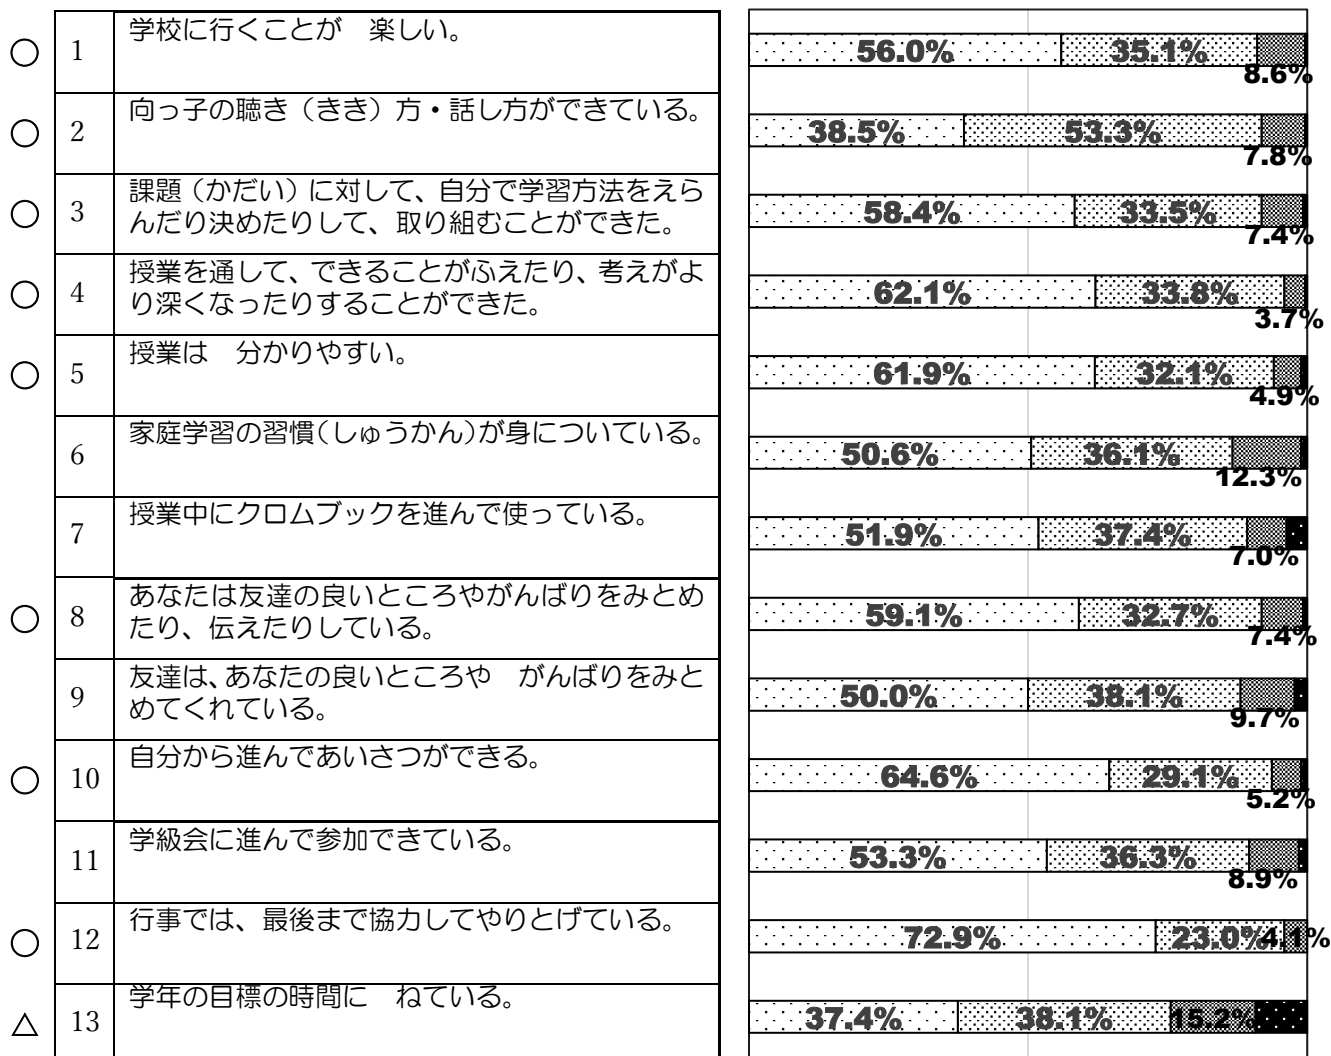 ○ 1 学校に行くことが　楽しい。 56.0% 35.1% 8.6%
○ 2 向っ子の聴き（きき）方・話し方ができている。 38.5% 53.3% 7.8%
○ 3 課題（かだい）に対して、自分で学習方法をえら
んだり決めたりして、取り組むことができた。 58.4% 33.5% 7.4%
○ 4 授業を通して、できることがふえたり、考えがよ
り深くなったりすることができた。 62.1% 33.8% 3.7%
○ 5 授業は　分かりやすい。 61.9% 32.1% 4.9%
6 家庭学習の習慣（しゅうかん）が身についている。 50.6% 36.1% 12.3%
7 授業中にクロムブックを進んで使っている。 51.9% 37.4% 7.0%
○ 8 あなたは友達の良いところやがんばりをみとめ
たり、伝えたりしている。 59.1% 32.7% 7.4%
9 友達は、あなたの良いところや　がんばりをみと
めてくれている。 50.0% 38.1% 9.7%
○ 10 自分から進んであいさつができる。 64.6% 29.1% 5.2%
11 学級会に進んで参加できている。 53.3% 36.3% 8.9%
○ 12 行事では、最後まで協力してやりとげている。 72.9% 23.0% 4.1%
△ 13 学年の目標の時間に　ねている。 37.4% 38.1% 15.2%